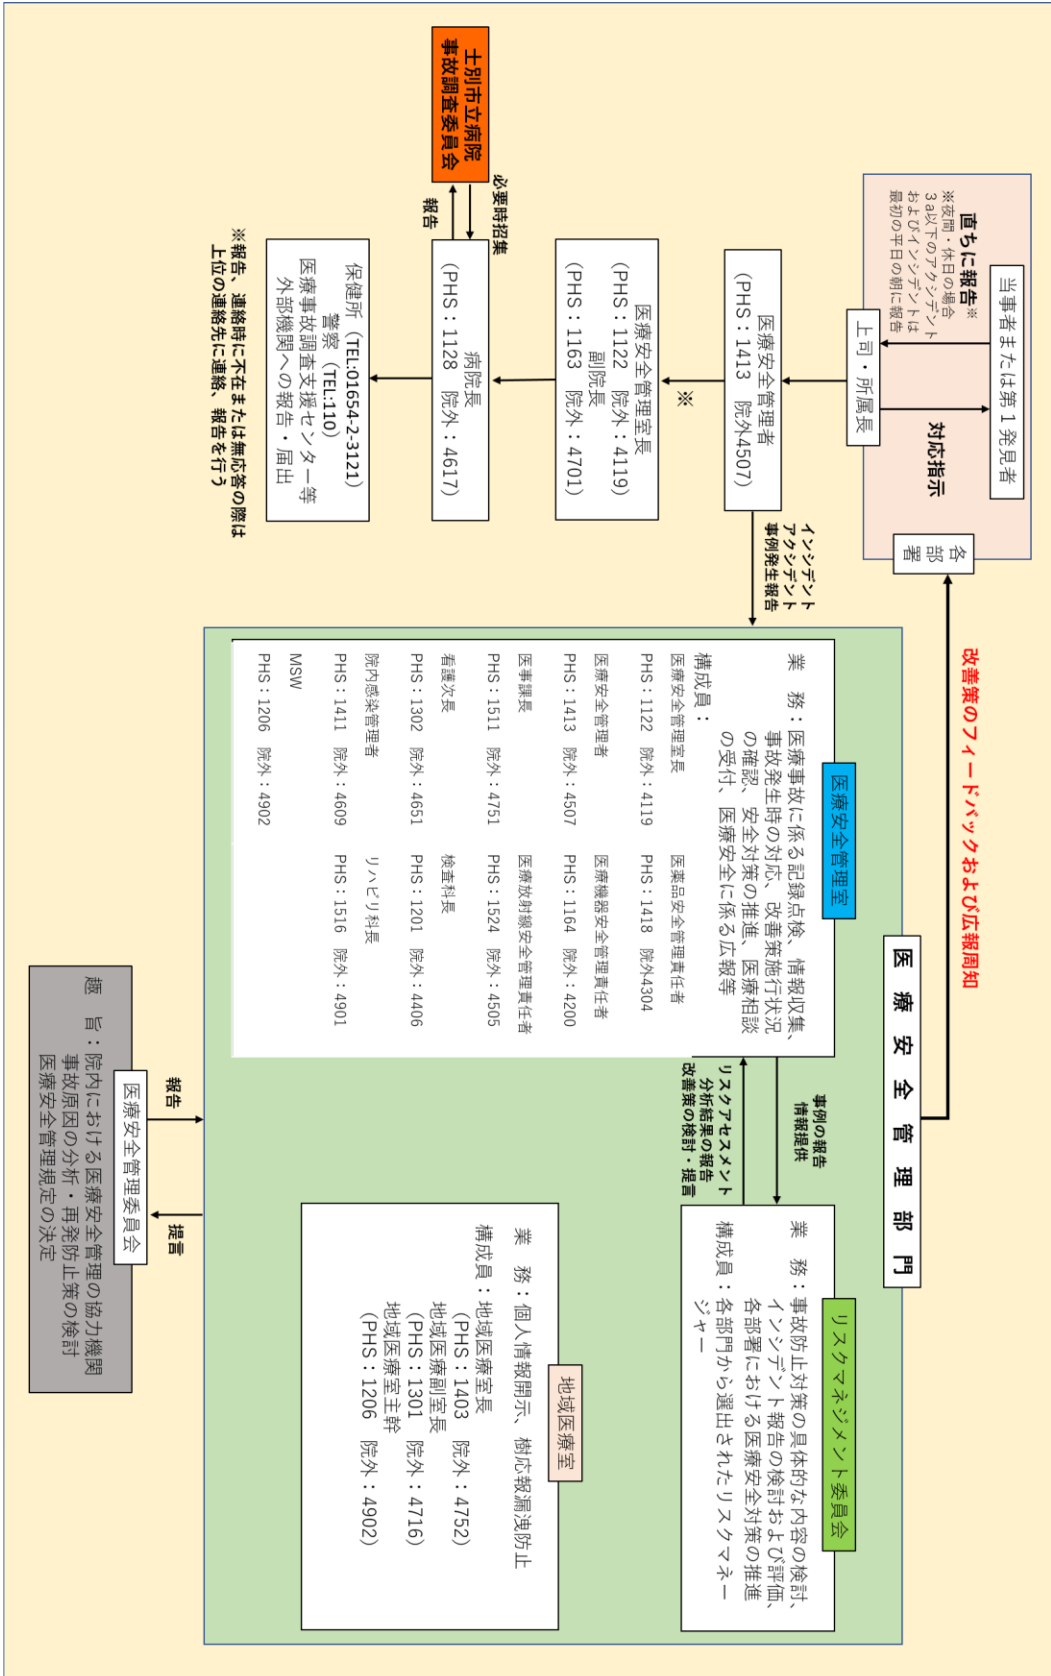 当事者または第1発見者
直ちに報告※
※夜間・休日の場合
3a以下のアクシデント
およびインシデントは
最初の平日の朝に報告
対応指示
上司・所属長
各部
署
医療安全管理者
(PHS:1413 院外4507)
※
医療安全管理室長
(PHS:1122 院外:4119)
副院長
(PHS:1163 院外:4701)
病院長
(PHS:1128 院外:4617)
必要時招集
報告
士別市立病院
事故調査委員会
保健所(TEL:01654-2-3121)
警察(TEL:110)
医療事故調査支援センター等
外部機関への報告・届出
※報告、連絡時に不在または無応答の際は
上位の連絡先に連絡、報告を行う
インシデント
アクシデント
事例発生報告
改善策のフィードバックおよび広報周知
医療安全管理部門
医療安全管理室
業 務:医療事故に係る記録点検、情報収集、
事故発生時の対応、改善策施行状況
の確認、安全対策の推進、医療相談
の受付、医療安全に係る広報等
構成員:
医療安全管理室長 医薬品安全管理責任者
PHS:1122 院外:4119 PHS:1418 院外4304
医療安全管理者 医療機器安全管理責任者
PHS:1413 院外:4507 PHS:1164 院外:4200
医事課長 医療放射線安全管理責任者
PHS:1511 院外:4751 PHS:1524 院外:4505
看護次長 検査科長
PHS:1302 院外:4651 PHS:1201 院外:4406
院内感染管理者 リハビリ科長
PHS:1411 院外:4609 PHS:1516 院外:4901
MSW
PHS:1206 院外:4902
事例の報告
情報提供
リスクアセスメント
分析結果の報告
改善策の検討・提言
リスクマネジメント委員会
業 務:事故防止対策の具体的な内容の検討、
インシデント報告の検討および評価、
各部署における医療安全対策の推進
構成員:各部門から選出されたリスクマネー
ジャー
地域医療室
業 務:個人情報開示、樹応報漏洩防止
構成員:地域医療室長
(PHS:1403 院外:4752)
地域医療副室長
(PHS:1301 院外:4716)
地域医療室主幹
(PHS:1206 院外:4902)
報告
提言
医療安全管理委員会
趣 旨:院内における医療安全管理の協力機関
事故原因の分析・再発防止策の検討
医療安全管理規定の決定